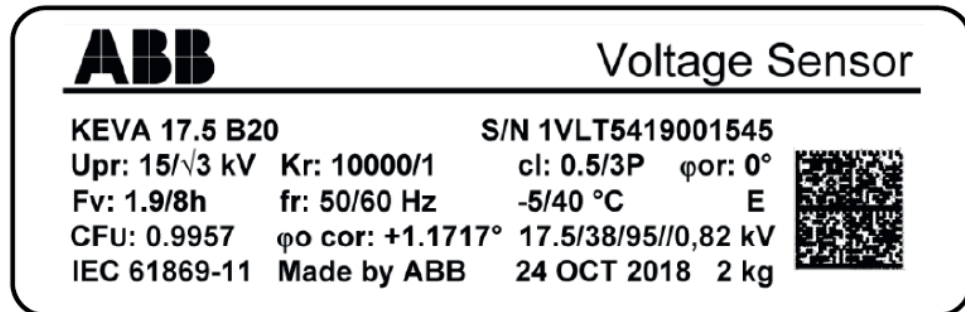 ABB Voltage Sensor
KEVA 17.5 B20 S/N 1VLT5419001545
Upr: 15/√3 kV Kr: 10000/1 cl: 0.5/3P φor: 0°
Fv: 1.9/8h fr: 50/60 Hz -5/40 °C E
CFu: 0.9957 φo cor: +1.1717° 17.5/38/95//0,82 kV
IEC 61869-11 Made by ABB 24 OCT 2018 2 kg